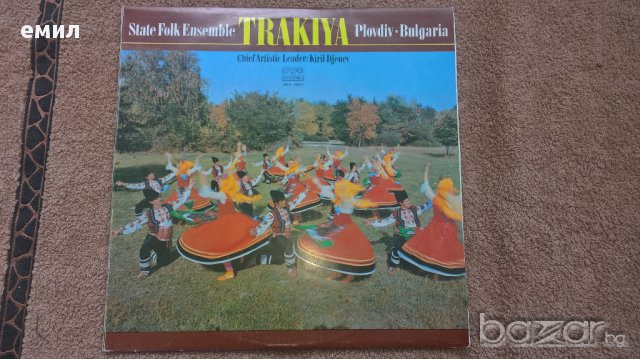 емил
State Folk Ensemble TRAKIYA Plovdiv · Bulgaria
Chief Artistic Leader: Kiril Djenev
bazar.bg